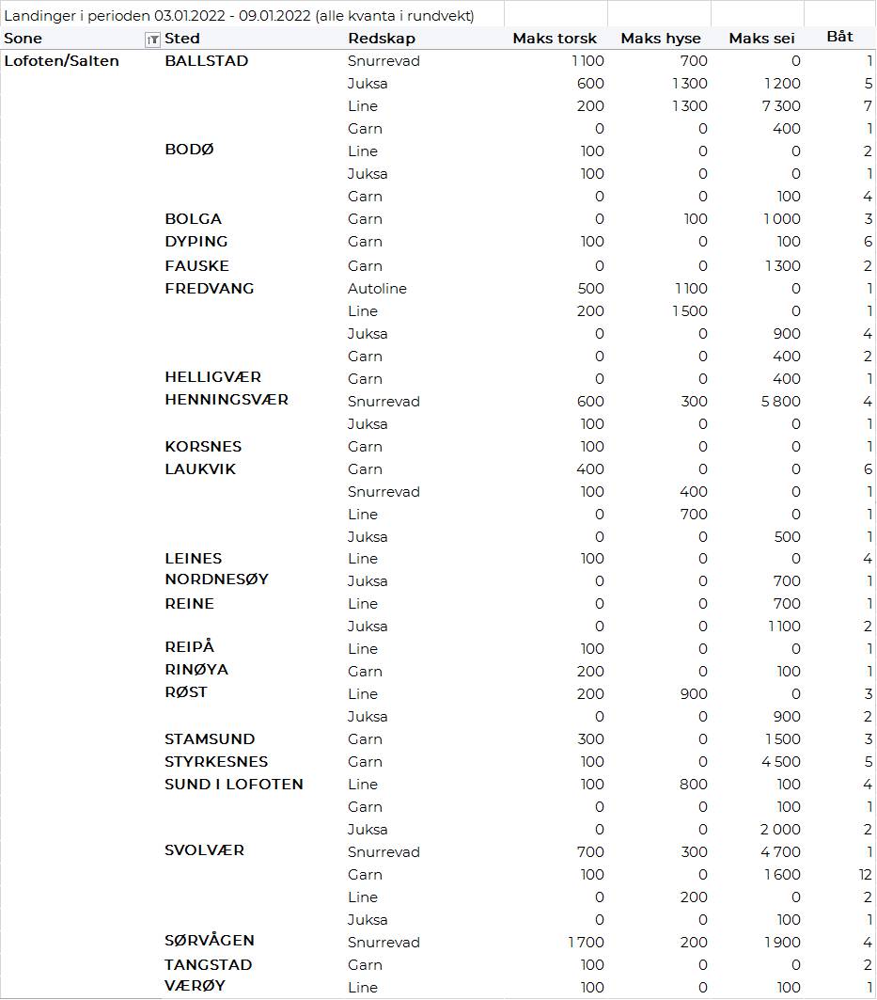 Landinger i perioden 03.01.2022 - 09.01.2022 (alle kvanta i rundvekt)
Sone Sted Redskap Maks torsk Maks hyse Maks sei Båt
Lofoten/Salten BALLSTAD Snurrevad 1 100 700 0 1
Juksa 600 1 300 1 200 5
Line 200 1 300 7 300 7
Garn 0 0 400 1
BODØ Line 100 0 0 2
Juksa 100 0 0 1
Garn 0 0 100 4
BOLGA Garn 0 100 1 000 3
DYPING Garn 100 0 100 6
FAUSKE Garn 0 0 1 300 2
FREDVANG Autoline 500 1 100 0 1
Line 200 1 500 0 1
Juksa 0 0 900 4
Garn 0 0 400 2
HELLIGVÆR Garn 0 0 400 1
HENNINGSVÆR Snurrevad 600 300 5 800 4
Juksa 100 0 0 1
KORSNES Garn 100 0 0 1
LAUKVIK Garn 400 0 0 6
Snurrevad 100 400 0 1
Line 0 700 0 1
Juksa 0 0 500 1
LEINES Line 100 0 0 4
NORDNESØY Juksa 0 0 700 1
REINE Line 0 0 700 1
Juksa 0 0 1 100 2
REIPÅ Line 100 0 0 1
RINØYA Garn 200 0 100 1
RØST Line 200 900 0 3
Juksa 0 0 900 2
STAMSUND Garn 300 0 1 500 3
STYRKESNES Garn 100 0 4 500 5
SUND I LOFOTEN Line 100 800 100 4
Garn 0 0 100 1
Juksa 0 0 2 000 2
SVOLVÆR Snurrevad 700 300 4 700 1
Garn 100 0 1 600 12
Line 0 200 0 2
Juksa 0 0 100 1
SØRVÅGEN Snurrevad 1 700 200 1 900 4
TANGSTAD Garn 100 0 0 2
VÆRØY Line 100 0 100 1